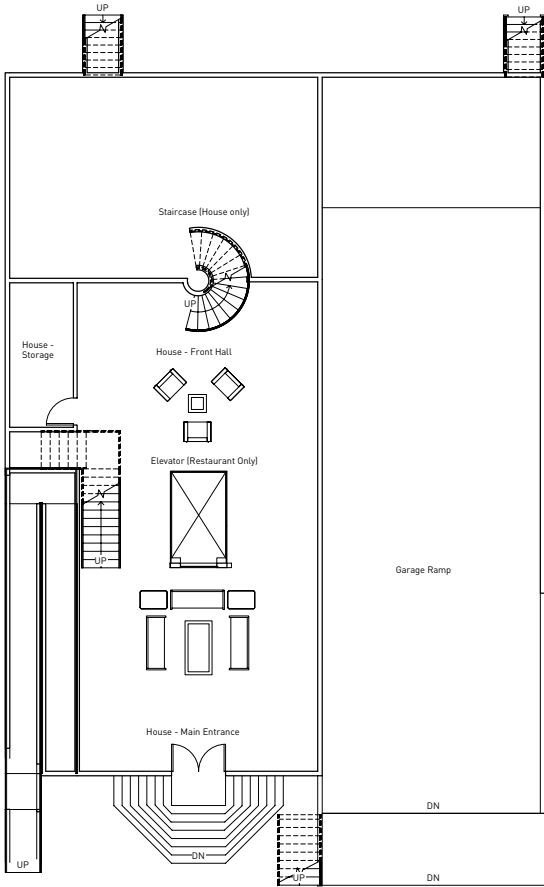 UP
UP
Staircase (House only)
UP
House - Front Hall
House -
Storage
Elevator (Restaurant Only)
UP
Garage Ramp
House - Main Entrance
DN
DN
UP
UP
DN